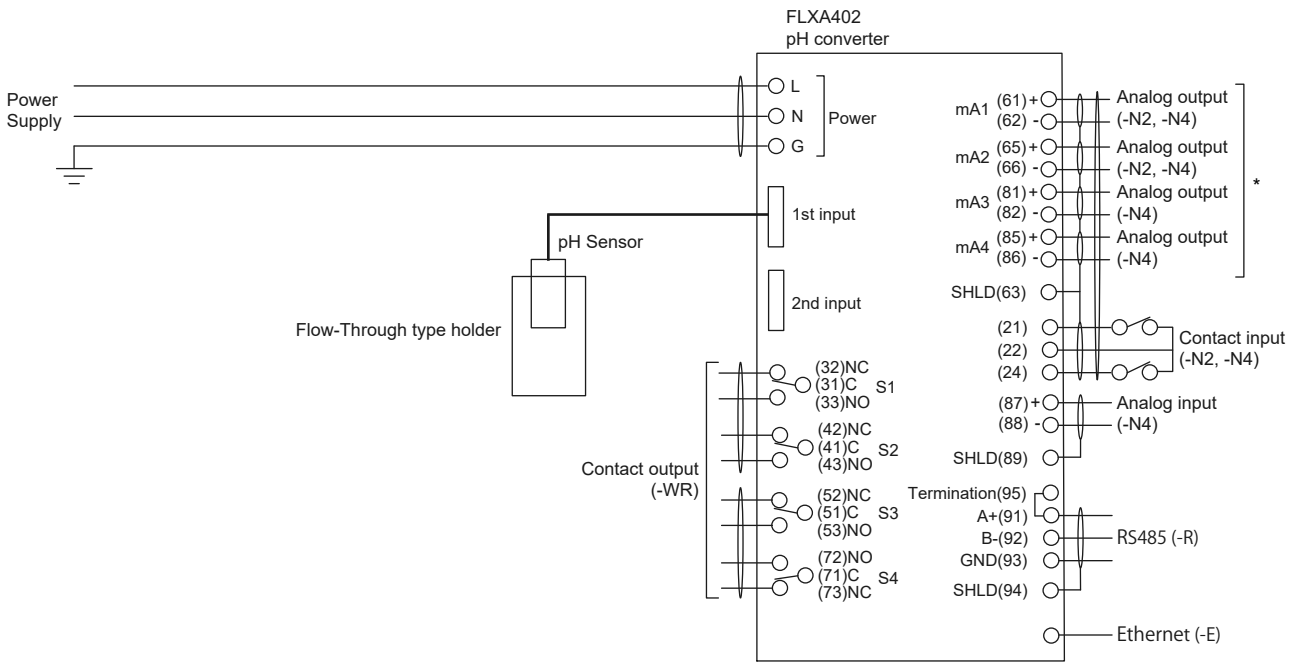 FLXA402
pH converter
Power
Supply
L
N
G
Power
1st input
pH Sensor
2nd input
Flow-Through type holder
(32)NC
(31)C
(33)NO
S1
(42)NC
(41)C
(43)NO
S2
Contact output
(-WR)
(52)NC
(51)C
(53)NO
S3
(72)NO
(71)C
(73)NC
S4
mA1 (61)+
(62) -
Analog output
(-N2, -N4)
mA2 (65)+
(66) -
Analog output
(-N2, -N4)
mA3 (81)+
(82) -
Analog output
(-N4)
mA4 (85)+
(86) -
Analog output
(-N4)
*
SHLD(63)
(21)
(22)
(24)
Contact input
(-N2, -N4)
(87)+
(88) -
Analog input
(-N4)
SHLD(89)
Termination(95)
A+(91)
B-(92)
RS485 (-R)
GND(93)
SHLD(94)
Ethernet (-E)